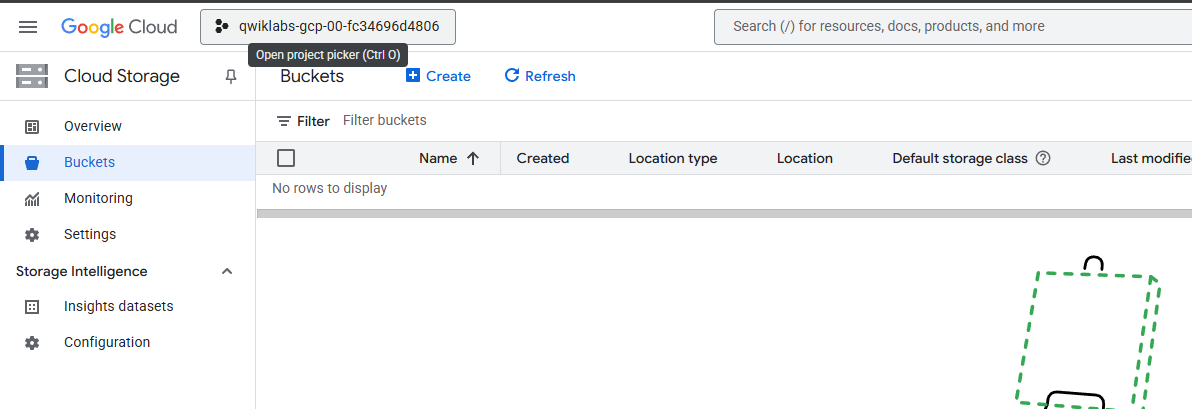 Google Cloud
qwiklabs-gcp-00-fc34696d4806
Search (/) for resources, docs, products, and more
Open project picker (Ctrl O)
Cloud Storage
Buckets
Create
Refresh
Overview
Buckets
Monitoring
Settings
Storage Intelligence
Insights datasets
Configuration
Filter
Filter buckets
Name
Created
Location type
Location
Default storage class
Last modifie
No rows to display